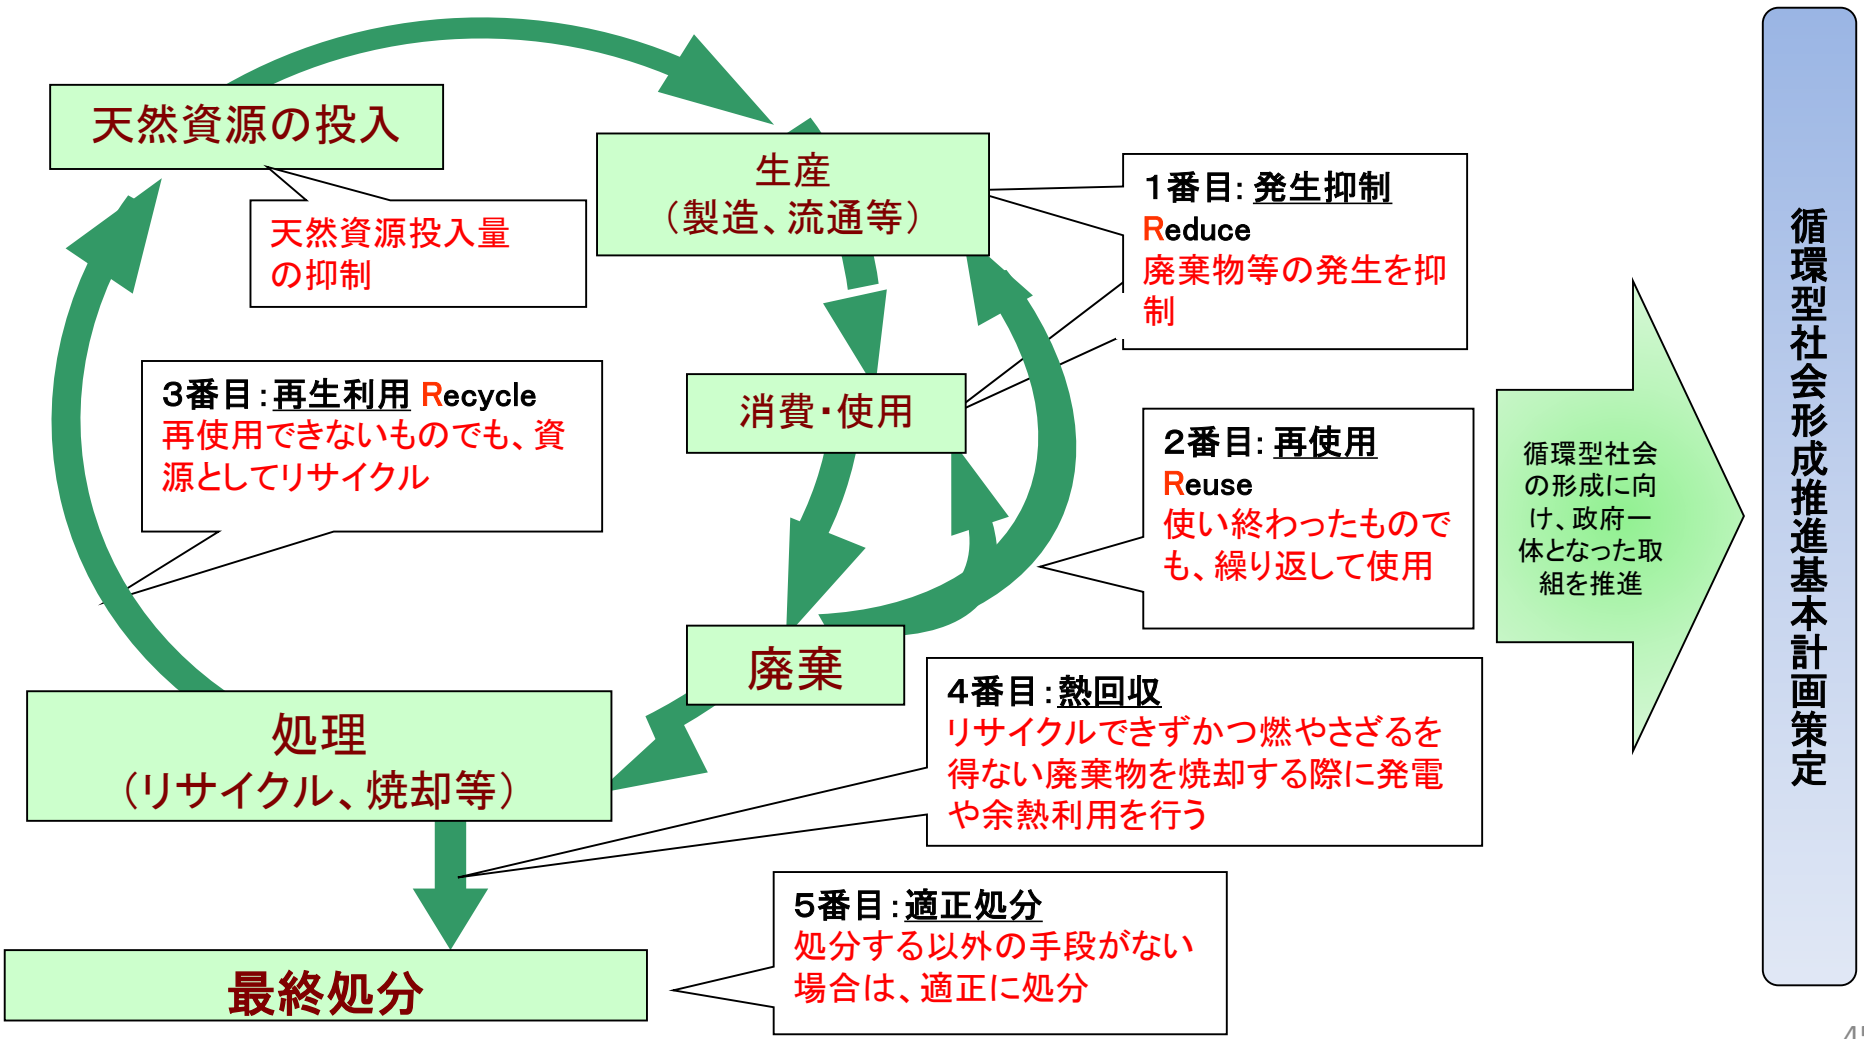 天然資源の投入
天然資源投入量
の抑制
生産
（製造、流通等）
1番目：発生抑制
Reduce
廃棄物等の発生を抑
制
消費・使用
2番目：再使用
Reuse
使い終わったもので
も、繰り返して使用
3番目：再生利用 Recycle
再使用できないものでも、資
源としてリサイクル
廃棄
処理
（リサイクル、焼却等）
4番目：熱回収
リサイクルできずかつ燃やさざるを
得ない廃棄物を焼却する際に発電
や余熱利用を行う
5番目：適正処分
処分する以外の手段がない
場合は、適正に処分
最終処分
循環型社会
の形成に向
け、政府一
体となった取
組を推進
循環型社会形成推進基本計画策定